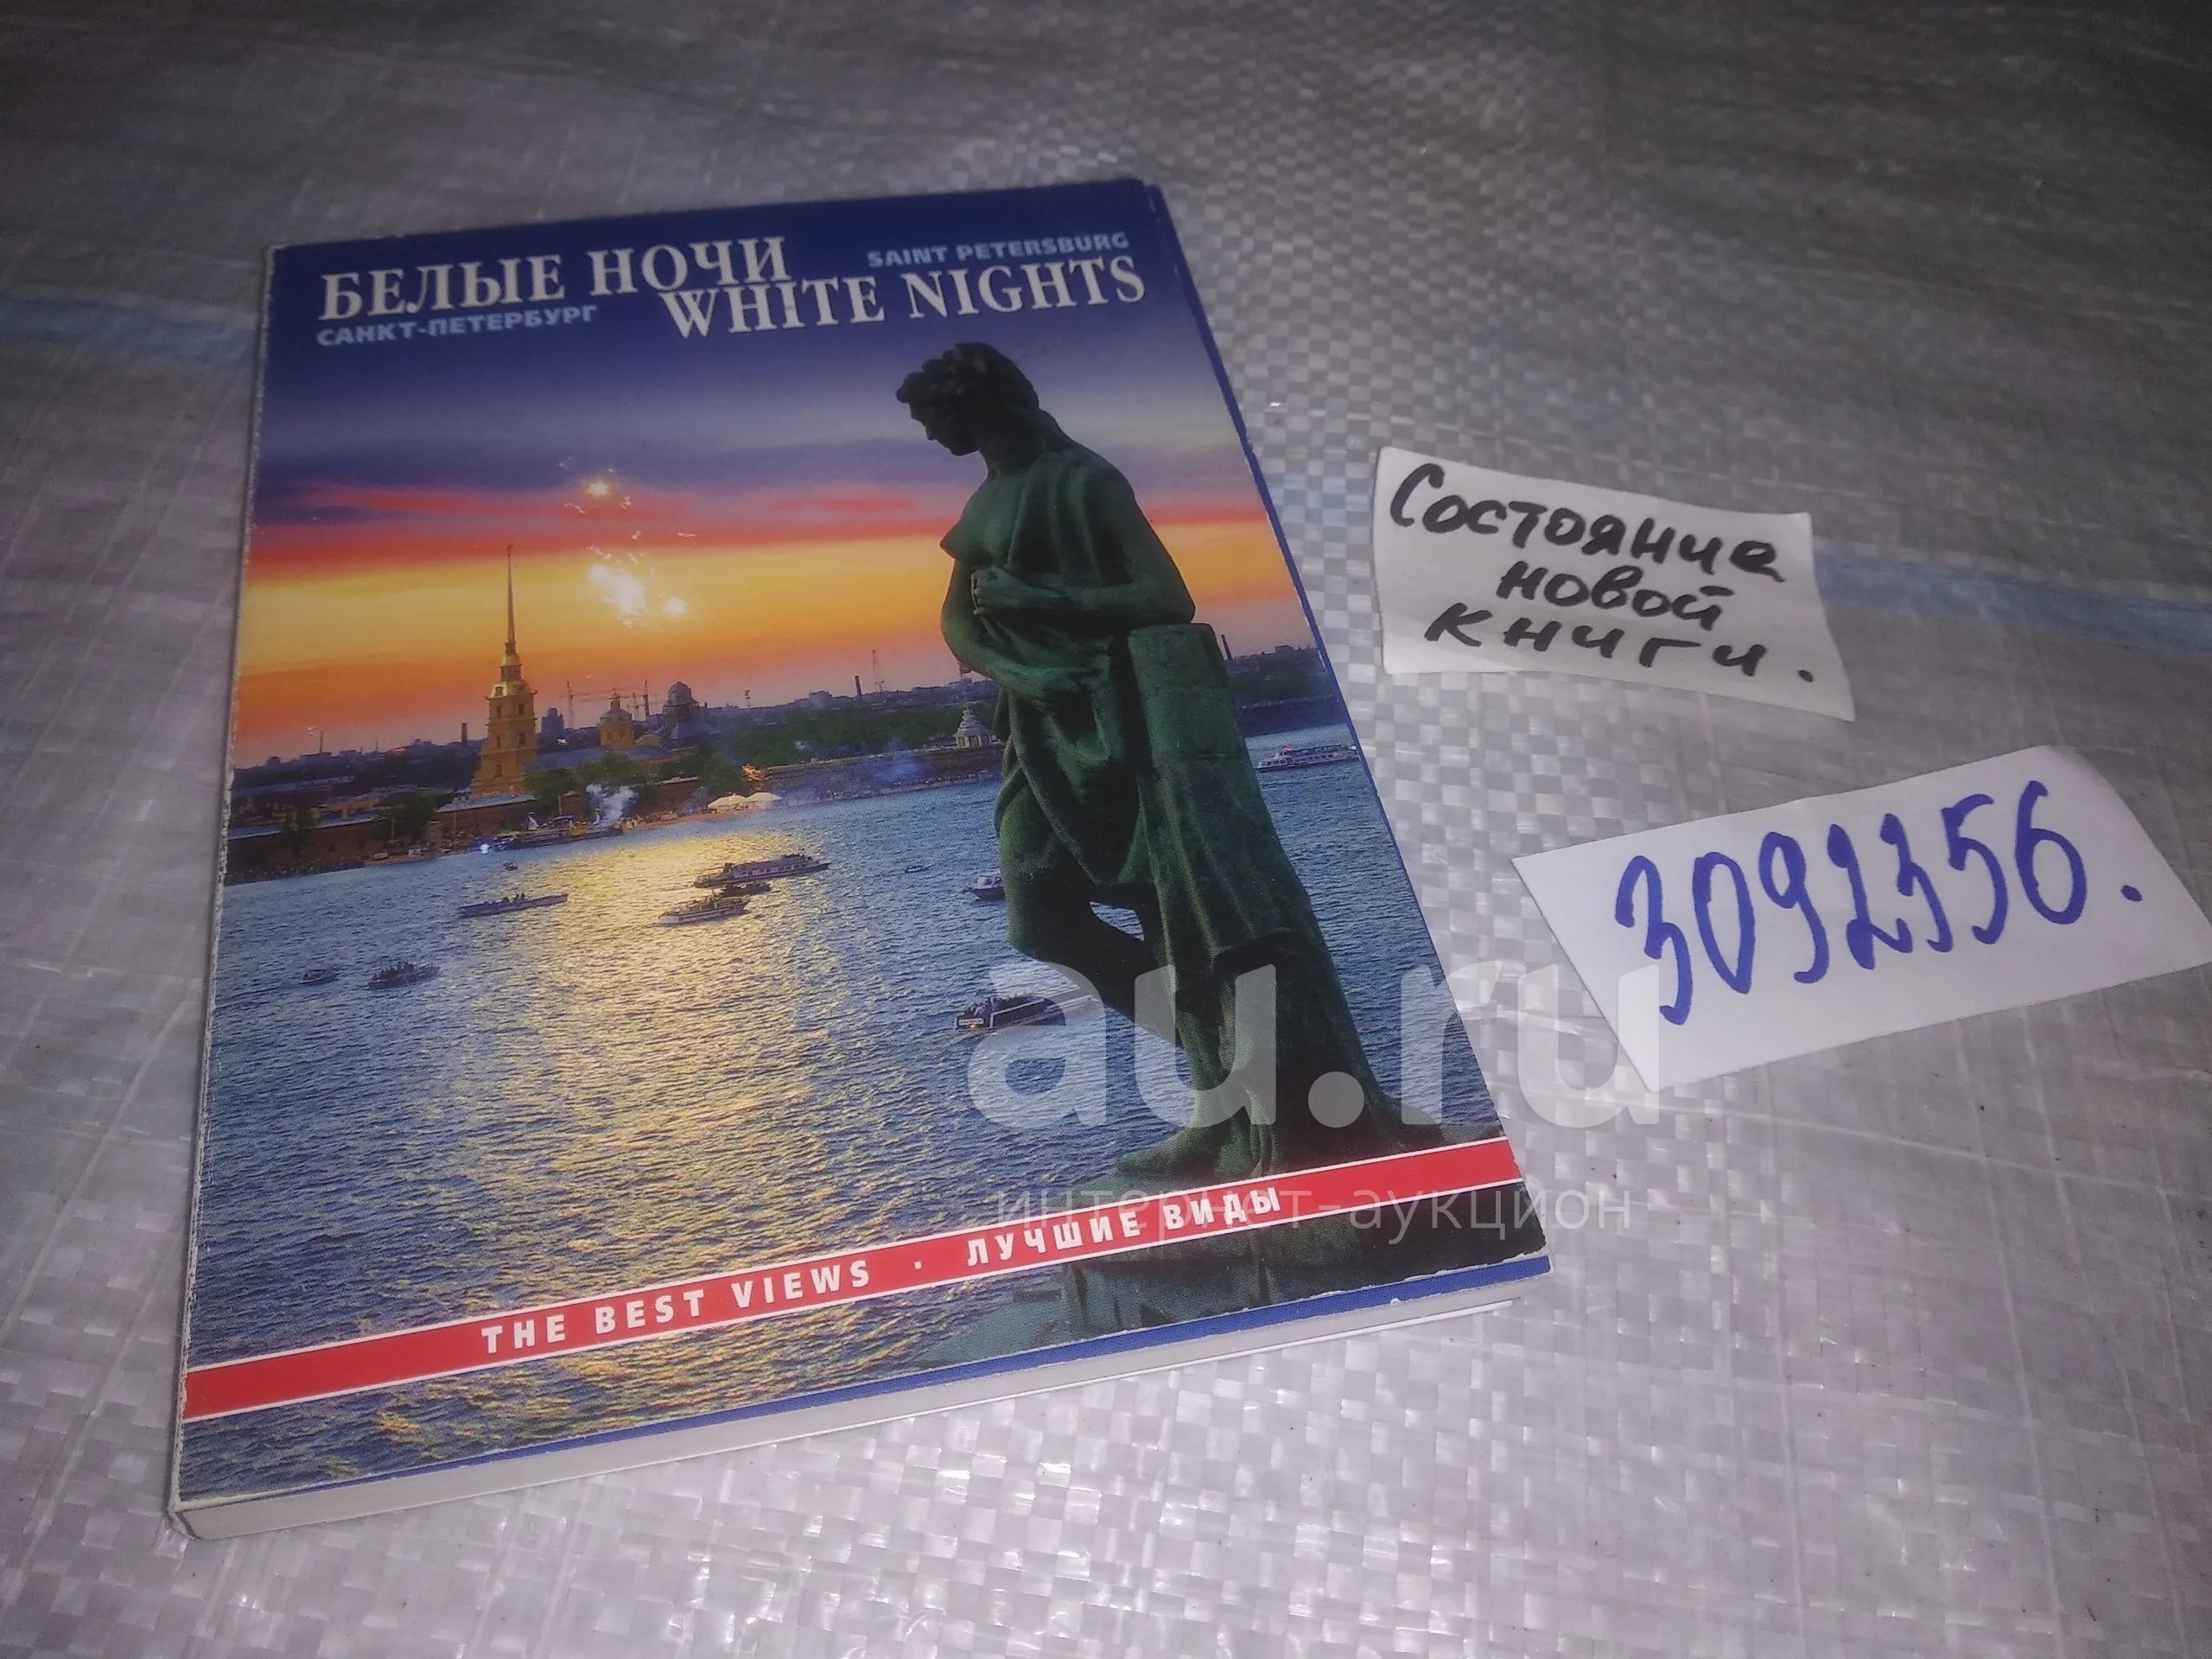 БЕЛЫЕ НОЧИ
САНКТ-ПЕТЕРБУРГ
SAINT PETERSBURG
WHITE NIGHTS
Состояние
новой
книги.
3092356.
au.ru
интернет-аукцион
THE BEST VIEWS · ЛУЧШИЕ ВИДЫ